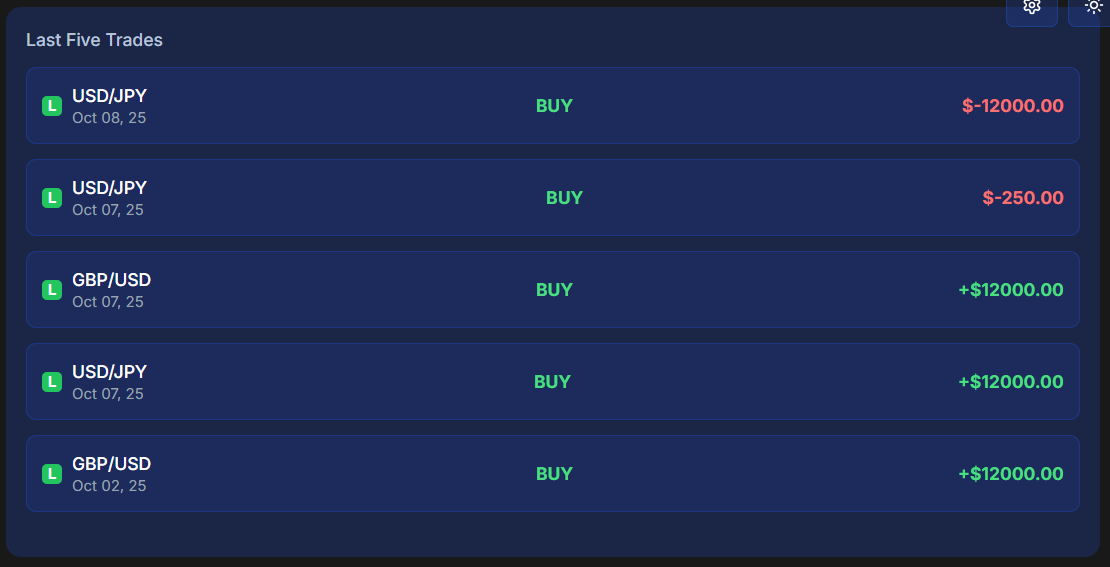 Last Five Trades
L
USD/JPY
Oct 08, 25
BUY
$-12000.00
L
USD/JPY
Oct 07, 25
BUY
$-250.00
L
GBP/USD
Oct 07, 25
BUY
+$12000.00
L
USD/JPY
Oct 07, 25
BUY
+$12000.00
L
GBP/USD
Oct 02, 25
BUY
+$12000.00